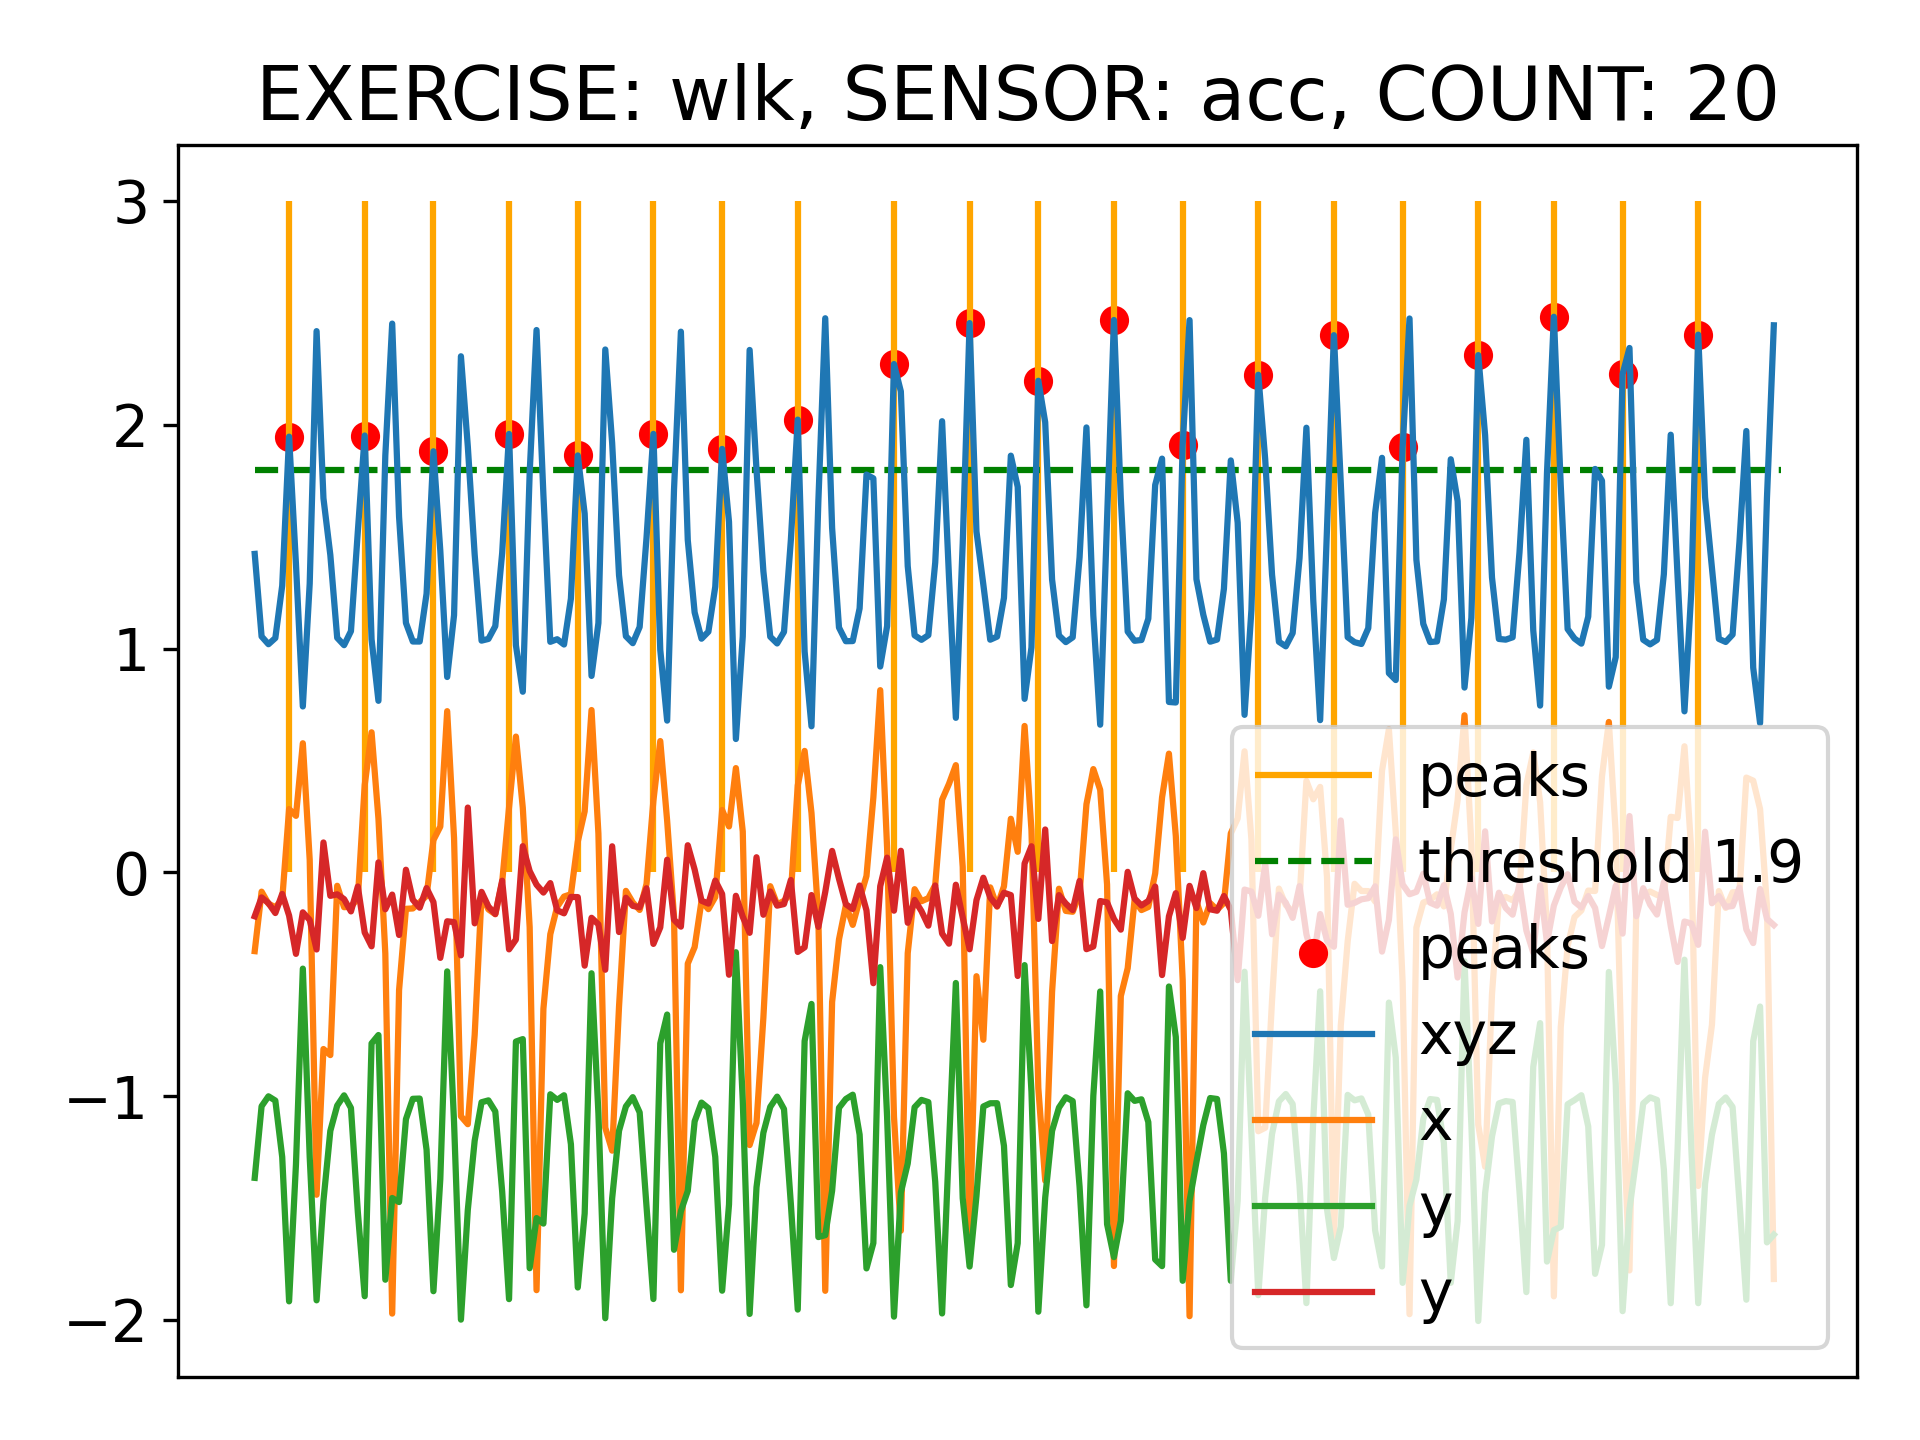 EXERCISE: wlk, SENSOR: acc, COUNT: 20
3
2
1
0
−1
−2
peaks
threshold 1.9
peaks
xyz
x
y
y